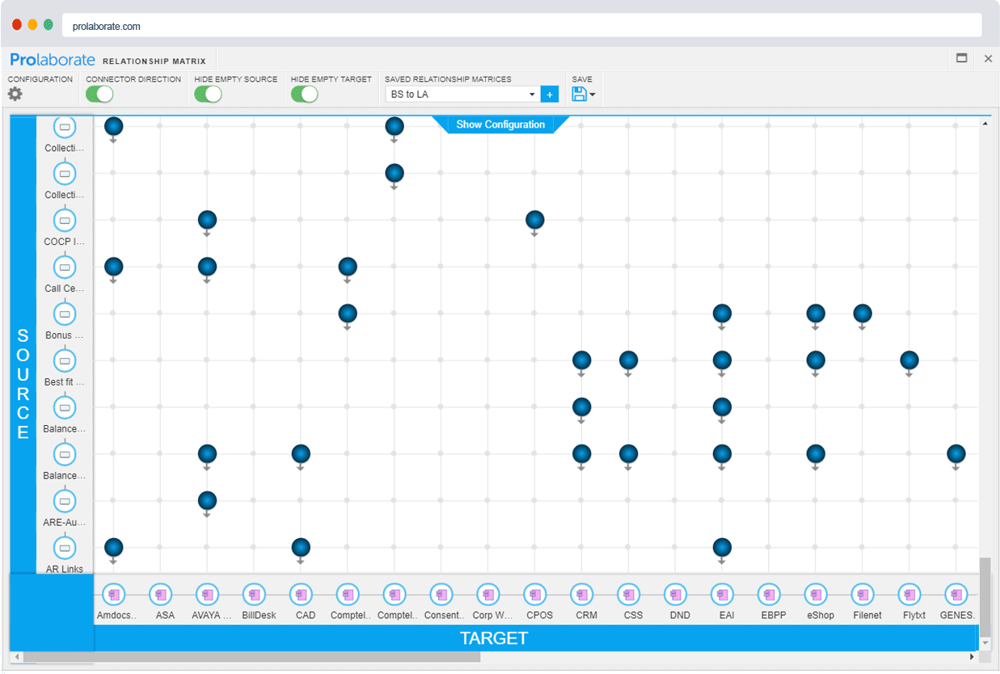 prolaborate.com
Prolaborate RELATIONSHIP MATRIX
CONFIGURATION CONNECTOR DIRECTION HIDE EMPTY SOURCE HIDE EMPTY TARGET SAVED RELATIONSHIP MATRICES SAVE
BS to LA +
Show Configuration
SOURCE
Collecti...
Collecti...
COCP I...
Call Ce...
Bonus ...
Best fit ...
Balance...
Balance...
ARE-Au...
AR Links
Amdocs.. ASA AVAYA ... BillDesk CAD Comptel.. Comptel.. Consent.. Corp W... CPOS CRM CSS DND EAI EBPP eShop Filenet Flytxt GENES.
TARGET